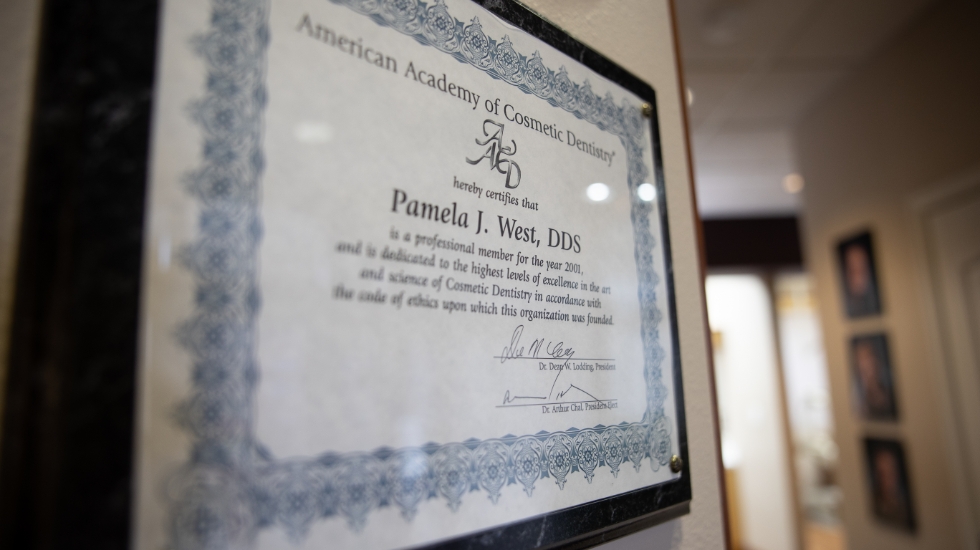 American Academy of Cosmetic Dentistry®
AACD
hereby certifies that
Pamela J. West, DDS
is a professional member for the year 2001,
and is dedicated to the highest levels of excellence in the art
and science of Cosmetic Dentistry in accordance with
the code of ethics upon which this organization was founded.
Dr. Dean W. Lodding, President
Dr. Arthur Chal, President-Elect